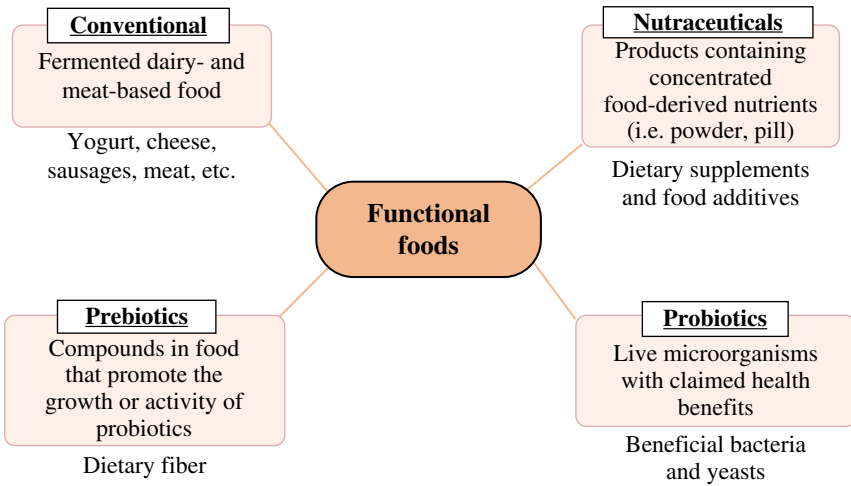 Conventional
Fermented dairy- and
meat-based food
Yogurt, cheese,
sausages, meat, etc.
Nutraceuticals
Products containing
concentrated
food-derived nutrients
(i.e. powder, pill)
Dietary supplements
and food additives
Functional
foods
Prebiotics
Compounds in food
that promote the
growth or activity of
probiotics
Dietary fiber
Probiotics
Live microorganisms
with claimed health
benefits
Beneficial bacteria
and yeasts